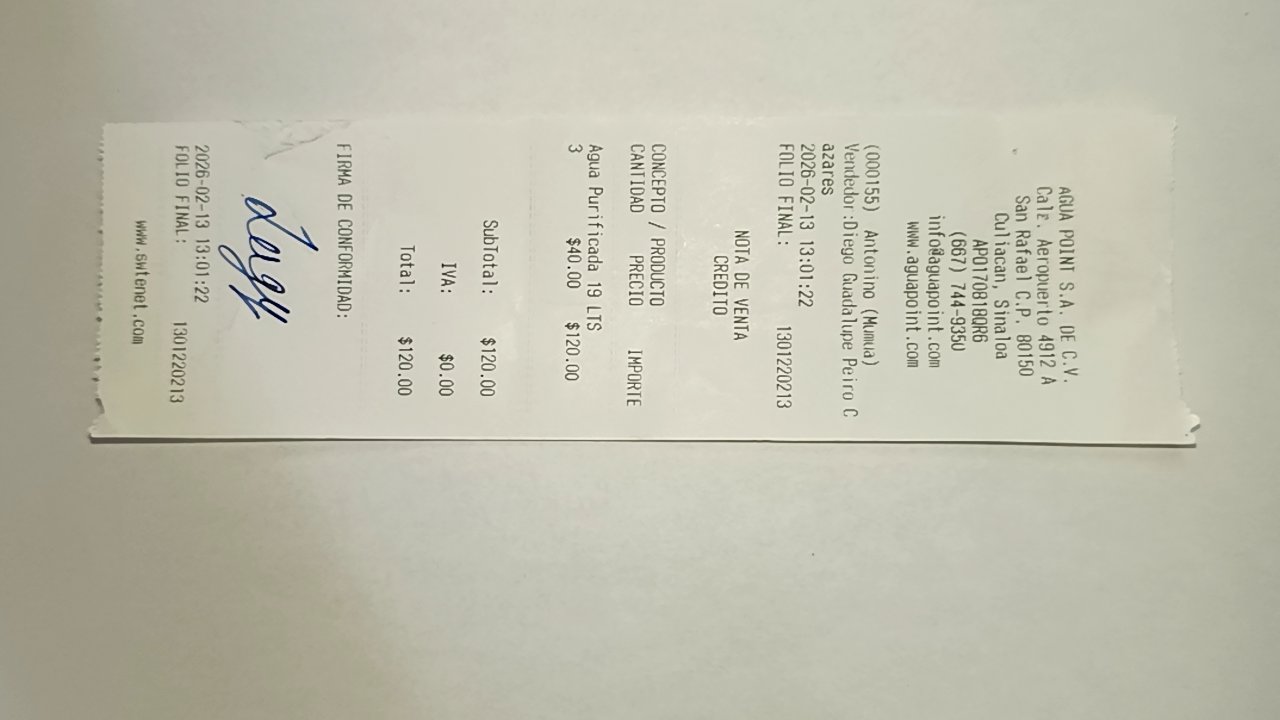 AGUA POINT S.A. DE C.V.
Calz. Aeropuerto 4912 A
San Rafael C.P. 80150
Culiacan, Sinaloa
APO170818QR6
(667) 744-9350
info@aguapoint.com
www.aguapoint.com
(000155) Antonino (Mumua)
Vendedor:Diego Guadalupe Peiro C
azares
2026-02-13 13:01:22
FOLIO FINAL: 1301220213
NOTA DE VENTA
CREDITO
CONCEPTO / PRODUCTO
CANTIDAD PRECIO IMPORTE
Agua Purificada 19 LTS
3 $40.00 $120.00
SubTotal: $120.00
IVA: $0.00
Total: $120.00
FIRMA DE CONFORMIDAD:
2026-02-13 13:01:22
FOLIO FINAL: 1301220213
www.swtenet.com